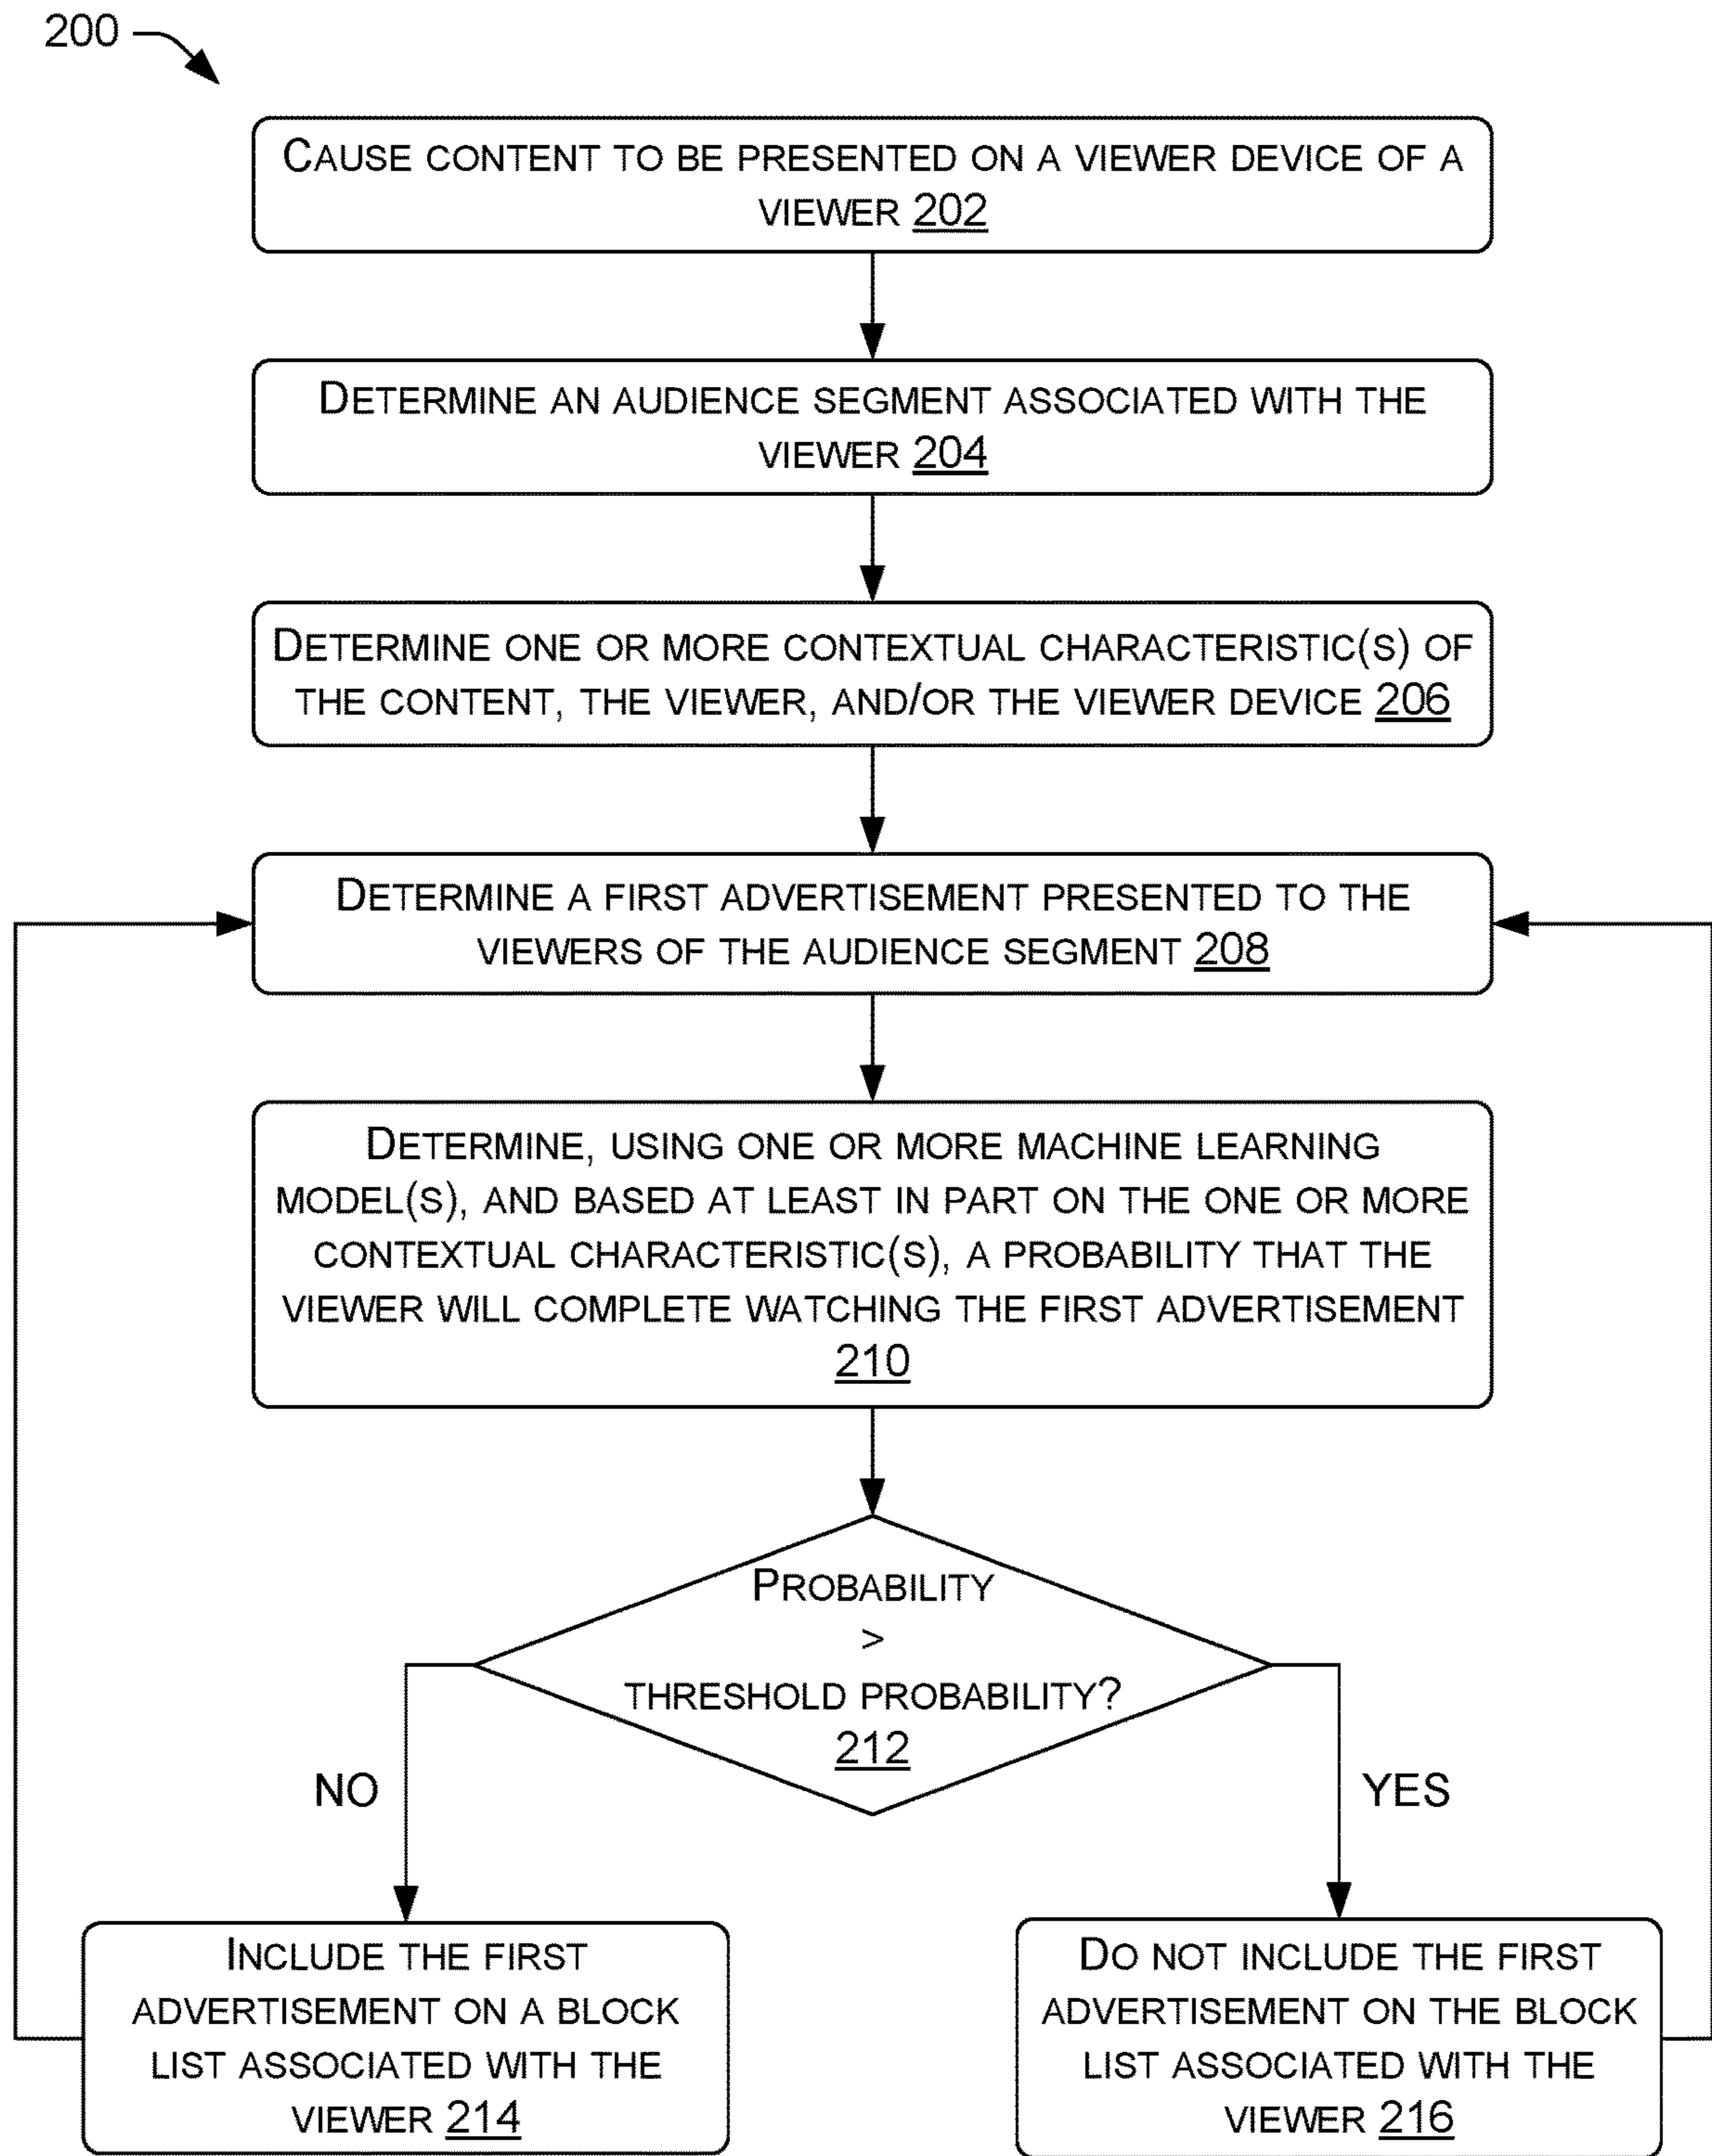 200
CAUSE CONTENT TO BE PRESENTED ON A VIEWER DEVICE OF A
VIEWER 202
DETERMINE AN AUDIENCE SEGMENT ASSOCIATED WITH THE
VIEWER 204
DETERMINE ONE OR MORE CONTEXTUAL CHARACTERISTIC(S) OF
THE CONTENT, THE VIEWER, AND/OR THE VIEWER DEVICE 206
DETERMINE A FIRST ADVERTISEMENT PRESENTED TO THE
VIEWERS OF THE AUDIENCE SEGMENT 208
DETERMINE, USING ONE OR MORE MACHINE LEARNING
MODEL(S), AND BASED AT LEAST IN PART ON THE ONE OR MORE
CONTEXTUAL CHARACTERISTIC(S), A PROBABILITY THAT THE
VIEWER WILL COMPLETE WATCHING THE FIRST ADVERTISEMENT
210
PROBABILITY
>
THRESHOLD PROBABILITY?
212
NO
YES
INCLUDE THE FIRST
ADVERTISEMENT ON A BLOCK
LIST ASSOCIATED WITH THE
VIEWER 214
DO NOT INCLUDE THE FIRST
ADVERTISEMENT ON THE BLOCK
LIST ASSOCIATED WITH THE
VIEWER 216